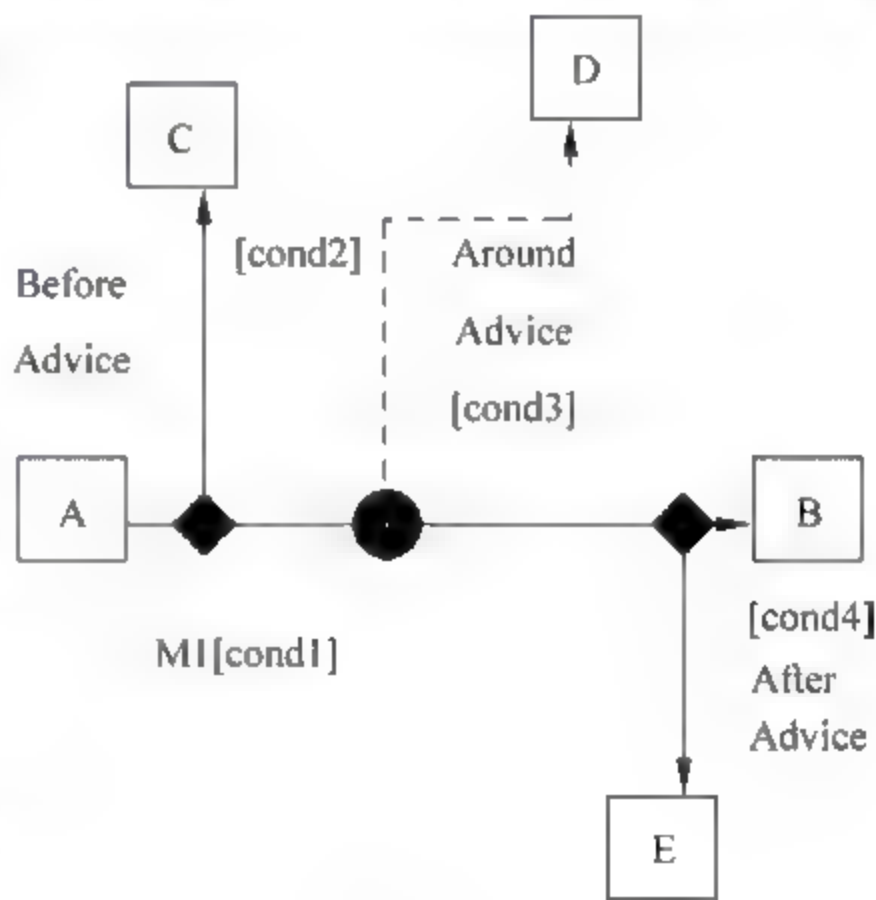 D
C
[cond2]
Around
Before
Advice
Advice
[cond3]
A
B
M1[cond1]
[cond4]
After
Advice
E